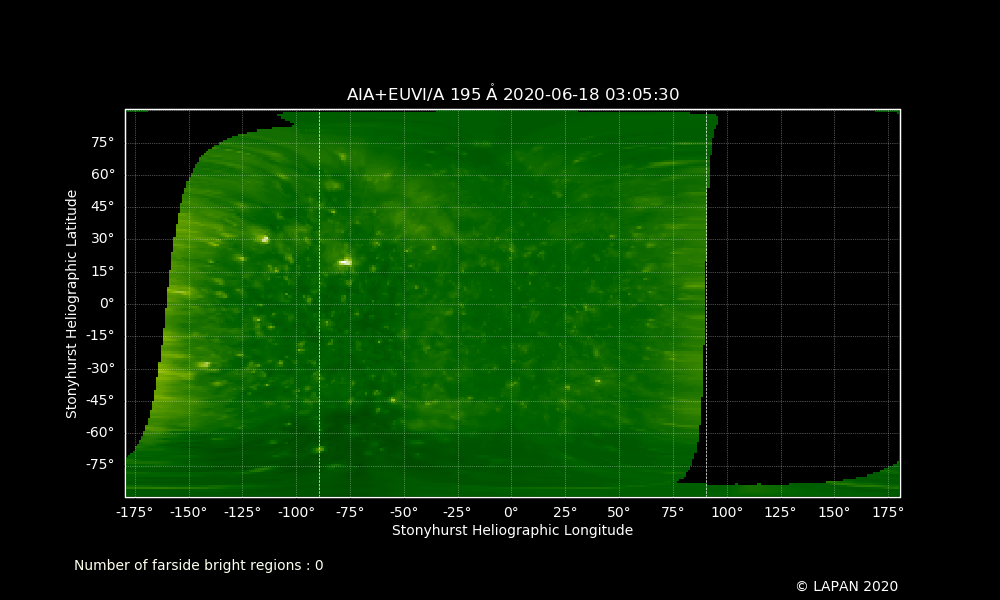 AIA+EUVI/A 195 Å 2020-06-18 03:05:30
75°
60°
45°
30°
15°
0°
-15°
-30°
-45°
-60°
-75°
Stonyhurst Heliographic Latitude
-175° -150° -125° -100° -75° -50° -25° 0° 25° 50° 75° 100° 125° 150° 175°
Stonyhurst Heliographic Longitude
Number of farside bright regions : 0
© LAPAN 2020